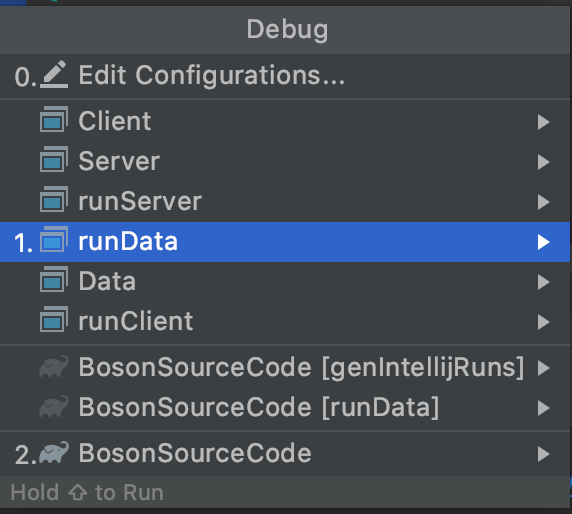 Debug
0. Edit Configurations...
Client
Server
runServer
1. runData
Data
runClient
BosonSourceCode [genIntellijRuns]
BosonSourceCode [runData]
2. BosonSourceCode
Hold ⇧ to Run